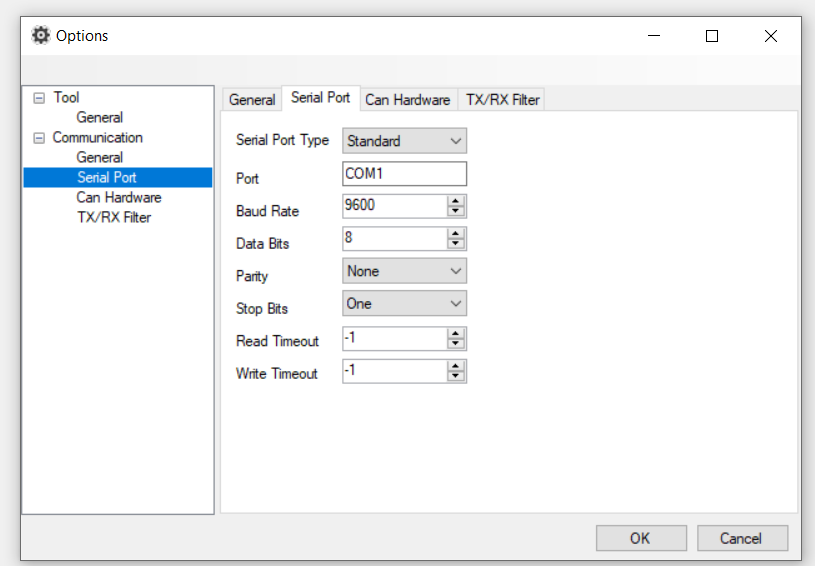 Options
Tool
General
Communication
General
Serial Port
Can Hardware
TX/RX Filter
General Serial Port Can Hardware TX/RX Filter
Serial Port Type Standard
Port COM1
Baud Rate 9600
Data Bits 8
Parity None
Stop Bits One
Read Timeout -1
Write Timeout -1
OK Cancel